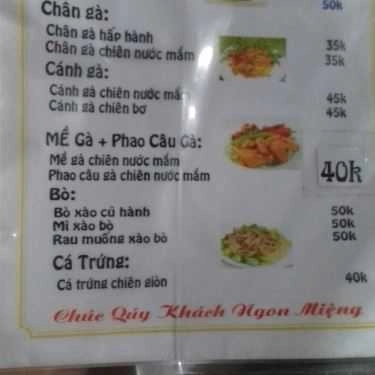 50k
Chân gà:
Chân gà hấp hành 35k
Chân gà chiên nước mắm 35k
Cánh gà:
Cánh gà chiên nước mắm 45k
Cánh gà chiên bơ 45k
MỀ Gà + Phao Câu Gà:
Mề gà chiên nước mắm
Phao câu gà chiên nước mắm
40k
Bò:
Bò xào củ hành 50k
Mì xào bò 50k
Rau muống xào bò 50k
Cá Trứng:
Cá trứng chiên giòn 40k
Chúc Qúy Khách Ngon Miệng